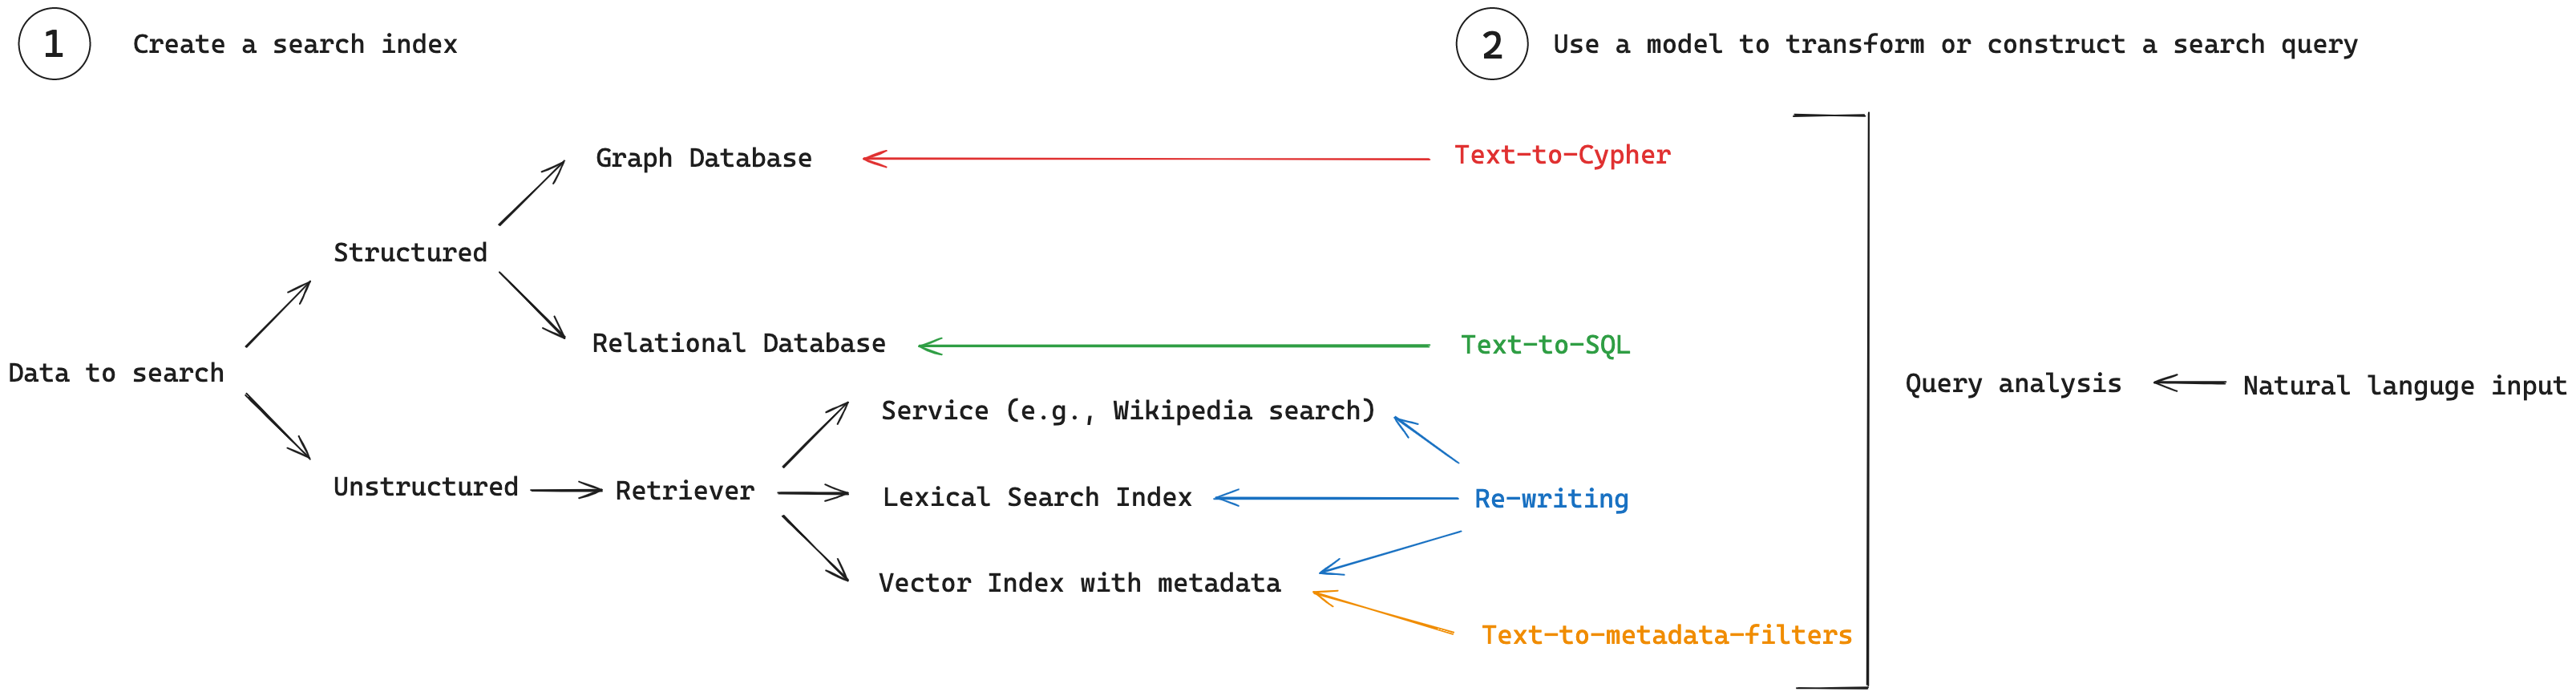 1 Create a search index
2 Use a model to transform or construct a search query
Graph Database
Text-to-Cypher
Structured
Relational Database
Text-to-SQL
Data to search
Query analysis
Natural languge input
Service (e.g., Wikipedia search)
Unstructured
Retriever
Lexical Search Index
Re-writing
Vector Index with metadata
Text-to-metadata-filters